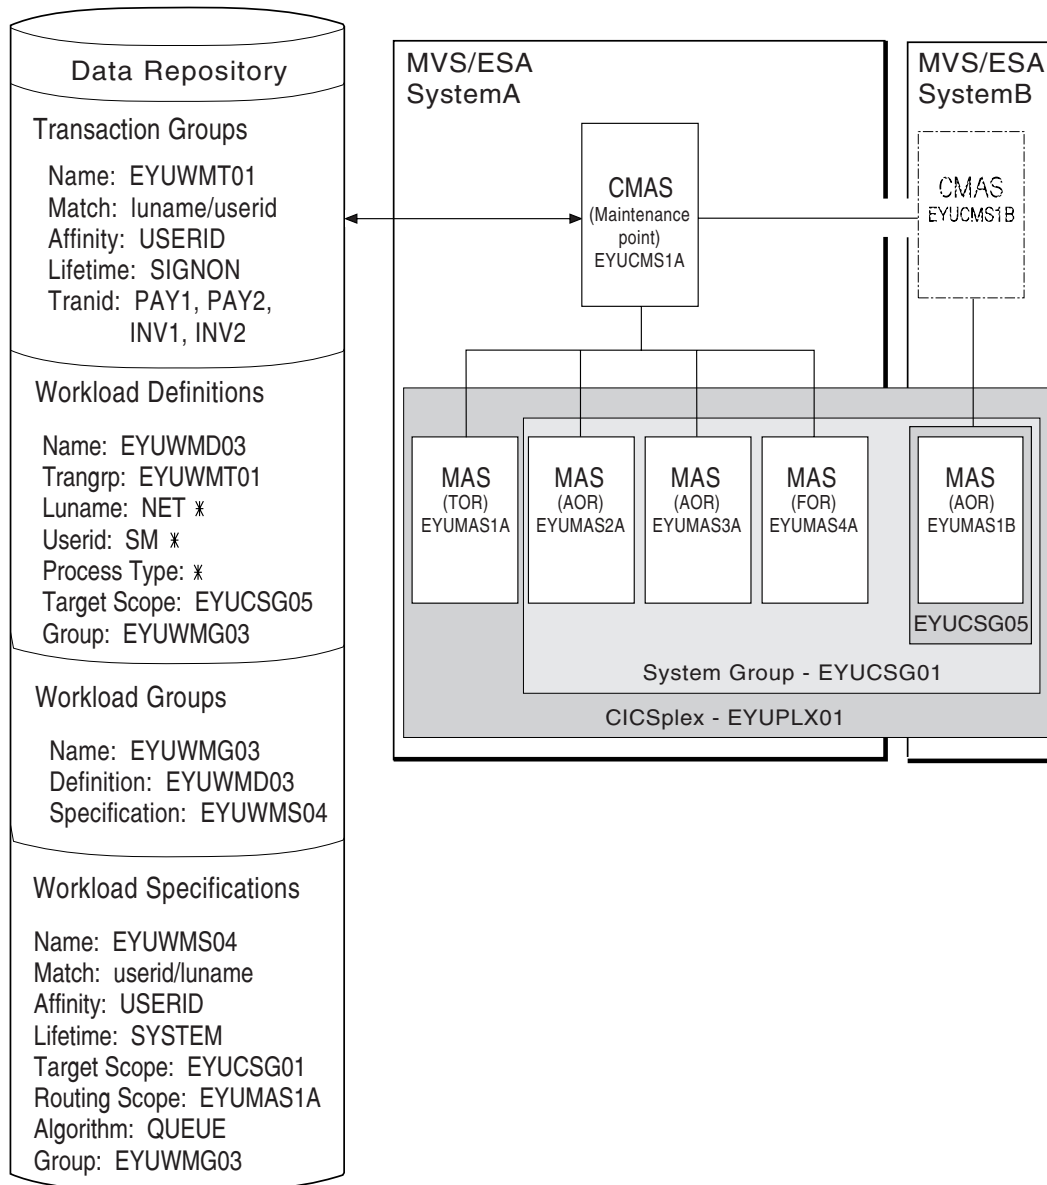 Data Repository
Transaction Groups
Name: EYUWMT01
Match: luname/userid
Affinity: USERID
Lifetime: SIGNON
Tranid: PAY1, PAY2,
INV1, INV2
Workload Definitions
Name: EYUWMD03
Trangrp: EYUWMT01
Luname: NET *
Userid: SM *
Process Type: *
Target Scope: EYUCSG05
Group: EYUWMG03
Workload Groups
Name: EYUWMG03
Definition: EYUWMD03
Specification: EYUWMS04
Workload Specifications
Name: EYUWMS04
Match: userid/luname
Affinity: USERID
Lifetime: SYSTEM
Target Scope: EYUCSG01
Routing Scope: EYUMAS1A
Algorithm: QUEUE
Group: EYUWMG03
MVS/ESA
SystemA
CMAS
(Maintenance
point)
EYUCMS1A
MVS/ESA
SystemB
CMAS
EYUCMS1B
MAS
(TOR)
EYUMAS1A
MAS
(AOR)
EYUMAS2A
MAS
(AOR)
EYUMAS3A
MAS
(FOR)
EYUMAS4A
MAS
(AOR)
EYUMAS1B
EYUCSG05
System Group - EYUCSG01
CICSplex - EYUPLX01